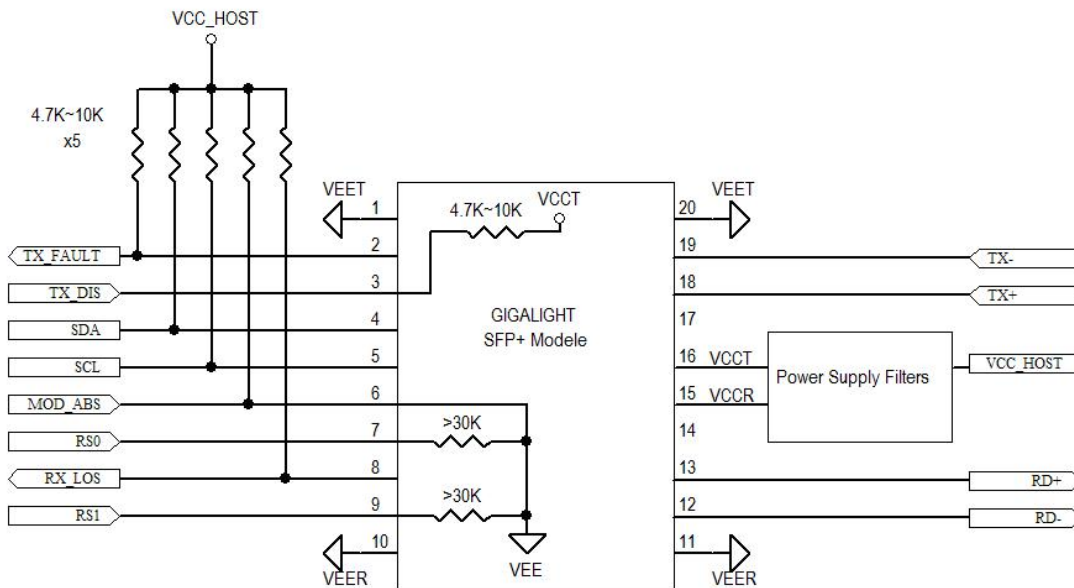 VCC_HOST
4.7K~10K
x5
VEET
1
4.7K~10K
VCCT
20
VEET
TX_FAULT
2
19
TX-
TX_DIS
3
18
TX+
SDA
4
GIGALIGHT
SFP+ Modele
17
SCL
5
16
VCCT
Power Supply Filters
VCC_HOST
MOD_ABS
6
15
VCCR
RS0
7
>30K
14
RX_LOS
8
13
RD+
RS1
9
>30K
12
RD-
10
VEER
VEE
11
VEER